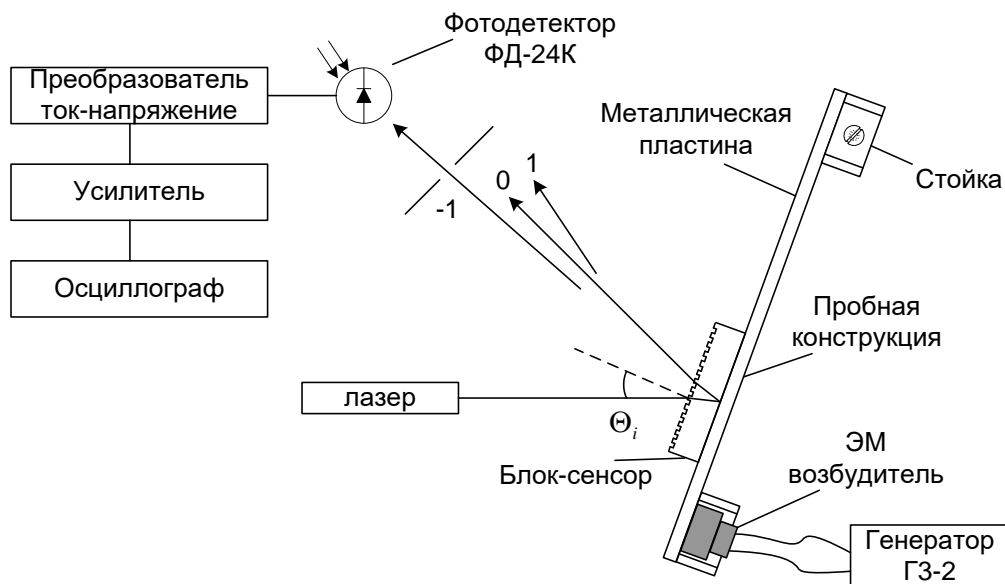 Фотодетектор
ФД-24К
Преобразователь
ток-напряжение
Усилитель
Осциллограф
-1
0
1
Металлическая
пластина
Стойка
Пробная
конструкция
лазер
Θi
Блок-сенсор
ЭМ
возбудитель
Генератор
ГЗ-2